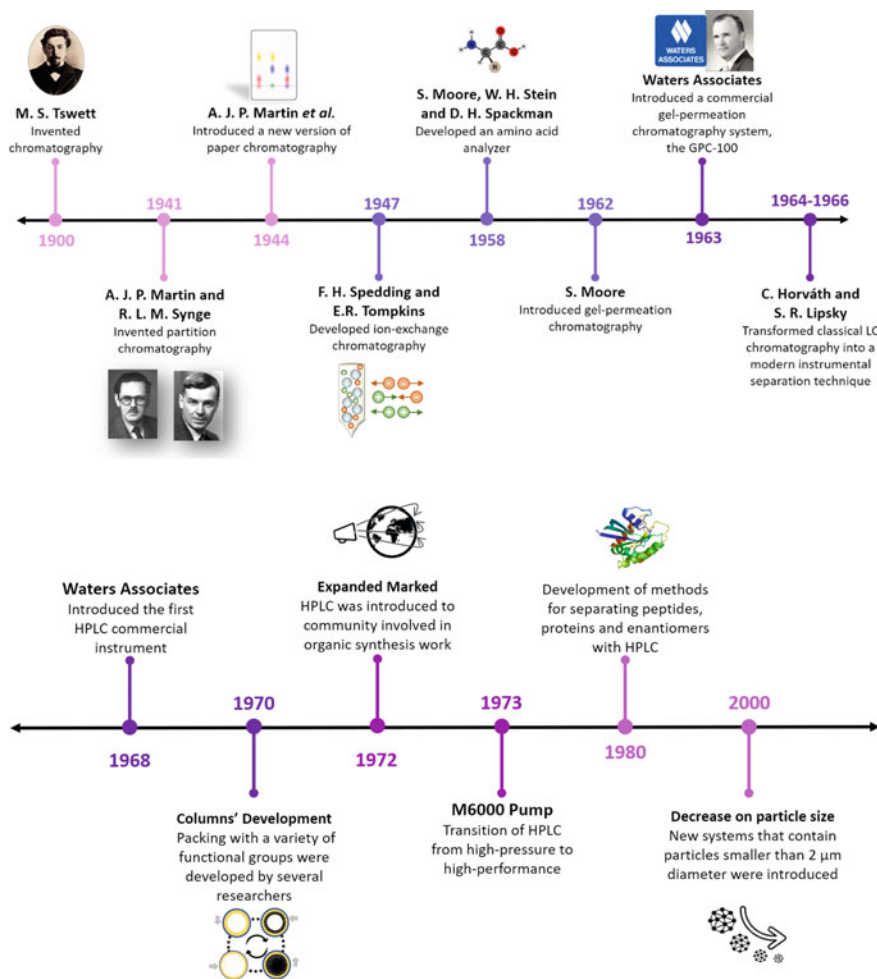 WATERS
ASSOCIATES
M. S. Tswett
Invented
chromatography
A. J. P. Martin et al.
Introduced a new version of
paper chromatography
S. Moore, W. H. Stein
and D. H. Spackman
Developed an amino acid
analyzer
Waters Associates
Introduced a commercial
gel-permeation
chromatography system,
the GPC-100
1900
1941
1944
1947
1958
1962
1963
1964-1966
A. J. P. Martin and
R. L. M. Synge
Invented partition
chromatography
F. H. Spedding and
E.R. Tompkins
Developed ion-exchange
chromatography
S. Moore
Introduced gel-permeation
chromatography
C. Horváth and
S. R. Lipsky
Transformed classical LC
chromatography into a
modern instrumental
separation technique
Waters Associates
Introduced the first
HPLC commercial
instrument
Expanded Marked
HPLC was introduced to
community involved in
organic synthesis work
Development of methods
for separating peptides,
proteins and enantiomers
with HPLC
1968
1970
1972
1973
1980
2000
Columns' Development
Packing with a variety of
functional groups were
developed by several
researchers
M6000 Pump
Transition of HPLC
from high-pressure to
high-performance
Decrease on particle size
New systems that contain
particles smaller than 2 μm
diameter were introduced